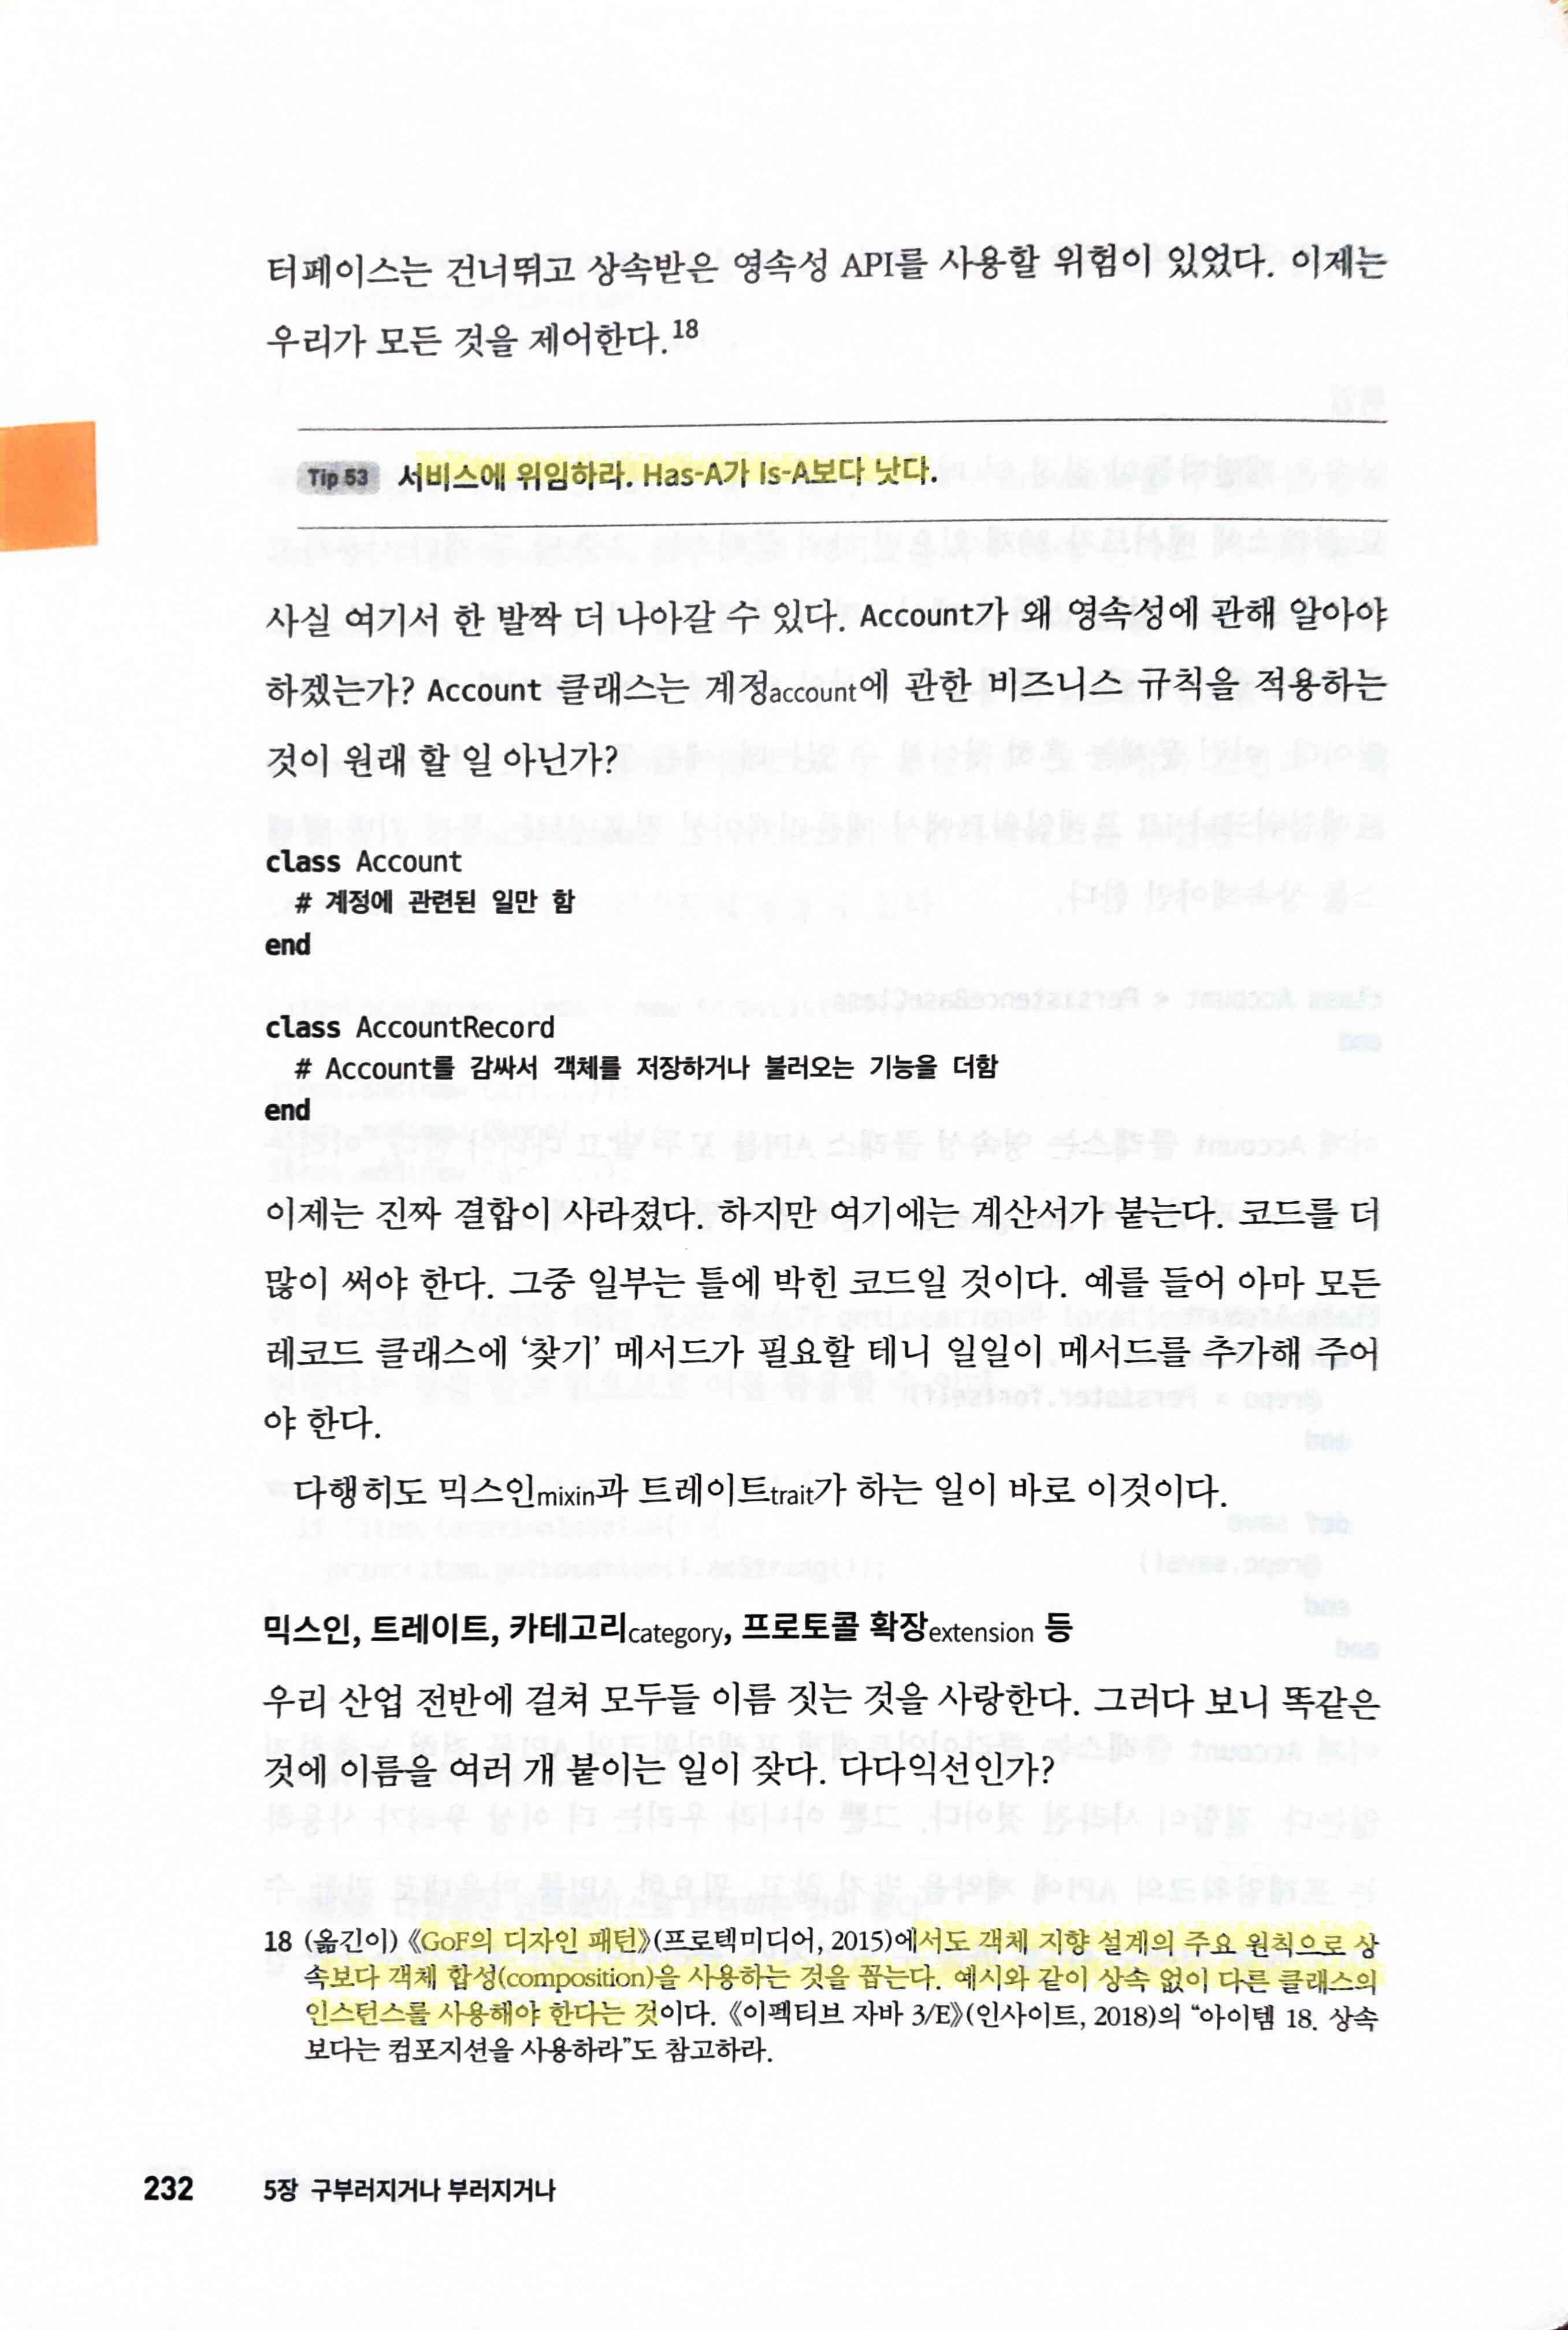 터페이스는 건너뛰고 상속받은 영속성 API를 사용할 위험이 있었다. 이제는
우리가 모든 것을 제어한다.18
Tip 53 서비스에 위임하라. Has-A가 Is-A보다 낫다.
사실 여기서 한 발짝 더 나아갈 수 있다. Account가 왜 영속성에 관해 알아야
하겠는가? Account 클래스는 계정account에 관한 비즈니스 규칙을 적용하는
것이 원래 할 일 아닌가?
class Account
# 계정에 관련된 일만 함
end
class AccountRecord
# Account를 감싸서 객체를 저장하거나 불러오는 기능을 더함
end
이제는 진짜 결합이 사라졌다. 하지만 여기에는 계산서가 붙는다. 코드를 더
많이 써야 한다. 그중 일부는 틀에 박힌 코드일 것이다. 예를 들어 아마 모든
레코드 클래스에 ‘찾기’ 메서드가 필요할 테니 일일이 메서드를 추가해 주어
야 한다.
다행히도 믹스인mixin과 트레이트trait가 하는 일이 바로 이것이다.
믹스인, 트레이트, 카테고리category, 프로토콜 확장extension 등
우리 산업 전반에 걸쳐 모두들 이름 짓는 것을 사랑한다. 그러다 보니 똑같은
것에 이름을 여러 개 붙이는 일이 잦다. 다다익선인가?
18 (옮긴이) 《GoF의 디자인 패턴》(프로텍미디어, 2015)에서도 객체 지향 설계의 주요 원칙으로 상
속보다 객체 합성(composition)을 사용하는 것을 꼽는다. 예시와 같이 상속 없이 다른 클래스의
인스턴스를 사용해야 한다는 것이다. 《이펙티브 자바 3/E》(인사이트, 2018)의 “아이템 18. 상속
보다는 컴포지션을 사용하라”도 참고하라.
232 5장 구부러지거나 부러지거나